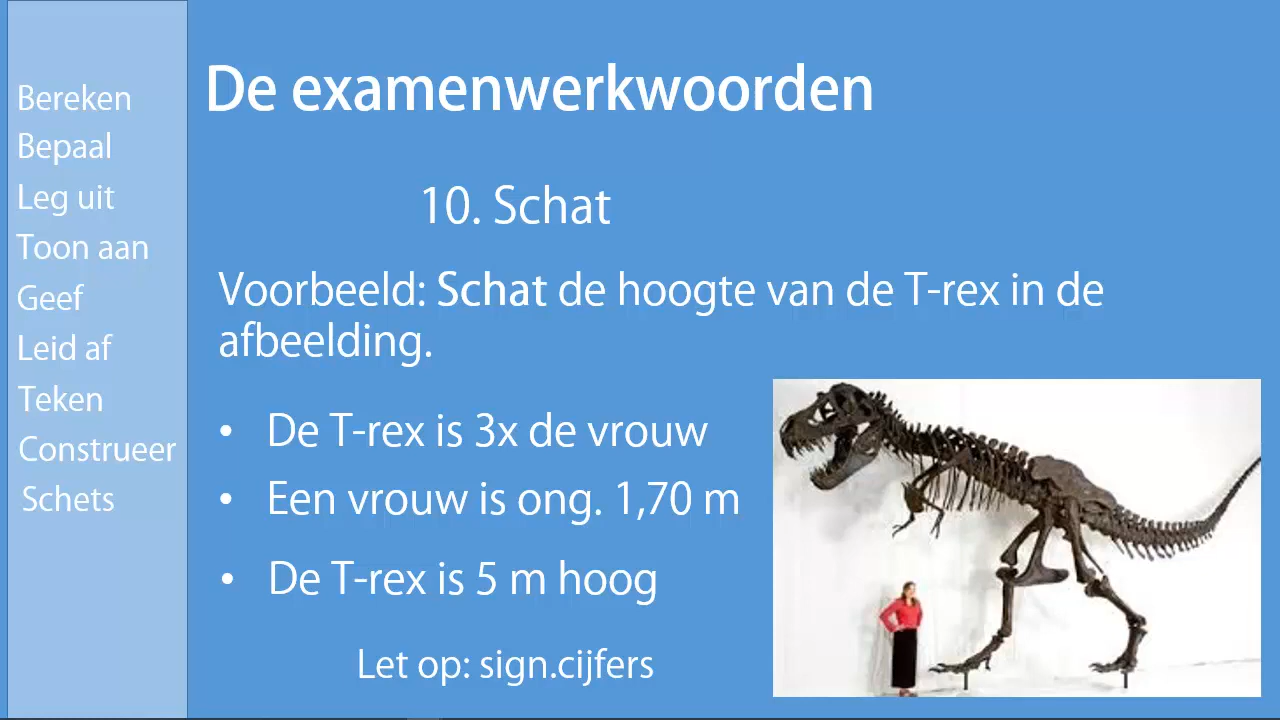 Bereken
Bepaal
Leg uit
Toon aan
Geef
Leid af
Teken
Construeer
Schets
De examenwerkwoorden
10. Schat
Voorbeeld: Schat de hoogte van de T-rex in de
afbeelding.
• De T-rex is 3x de vrouw
• Een vrouw is ong. 1,70 m
• De T-rex is 5 m hoog
Let op: sign.cijfers